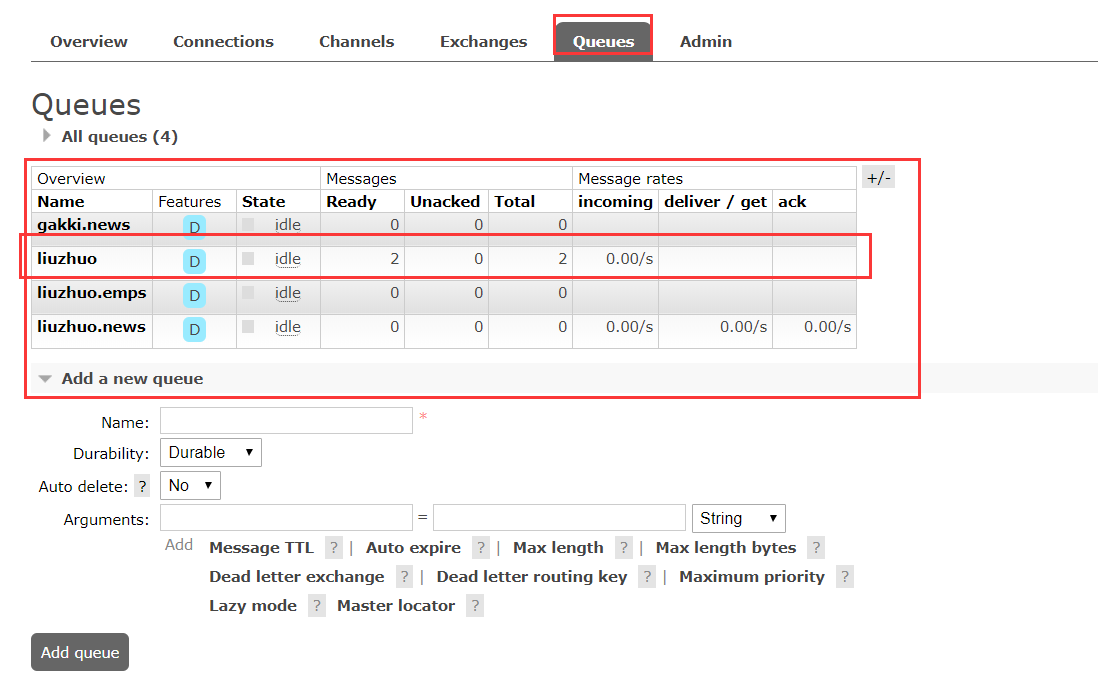 Overview Connections Channels Exchanges Queues Admin
Queues
All queues (4)
Overview Messages Message rates +/-
Name Features State Ready Unacked Total incoming deliver / get ack
gakki.news D idle 0 0 0
liuzhuo D idle 2 0 2 0.00/s
liuzhuo.emps D idle 0 0 0
liuzhuo.news D idle 0 0 0 0.00/s 0.00/s 0.00/s
Add a new queue
Name: *
Durability: Durable
Auto delete: ? No
Arguments: = String
Add Message TTL ? | Auto expire ? | Max length ? | Max length bytes ?
Dead letter exchange ? | Dead letter routing key ? | Maximum priority ?
Lazy mode ? Master locator ?
Add queue